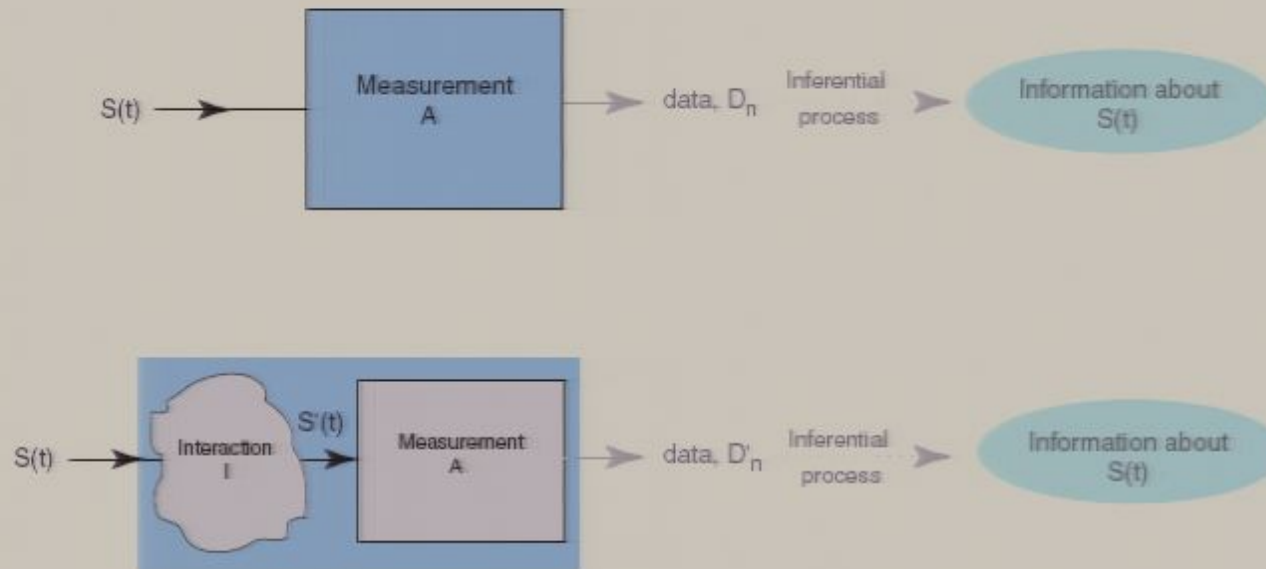 S(t)
Measurement
A
data, Dn
Inferential
process
Information about
S(t)
S(t)
Interaction
I
S'(t)
Measurement
A
data, D'n
Inferential
process
Information about
S(t)